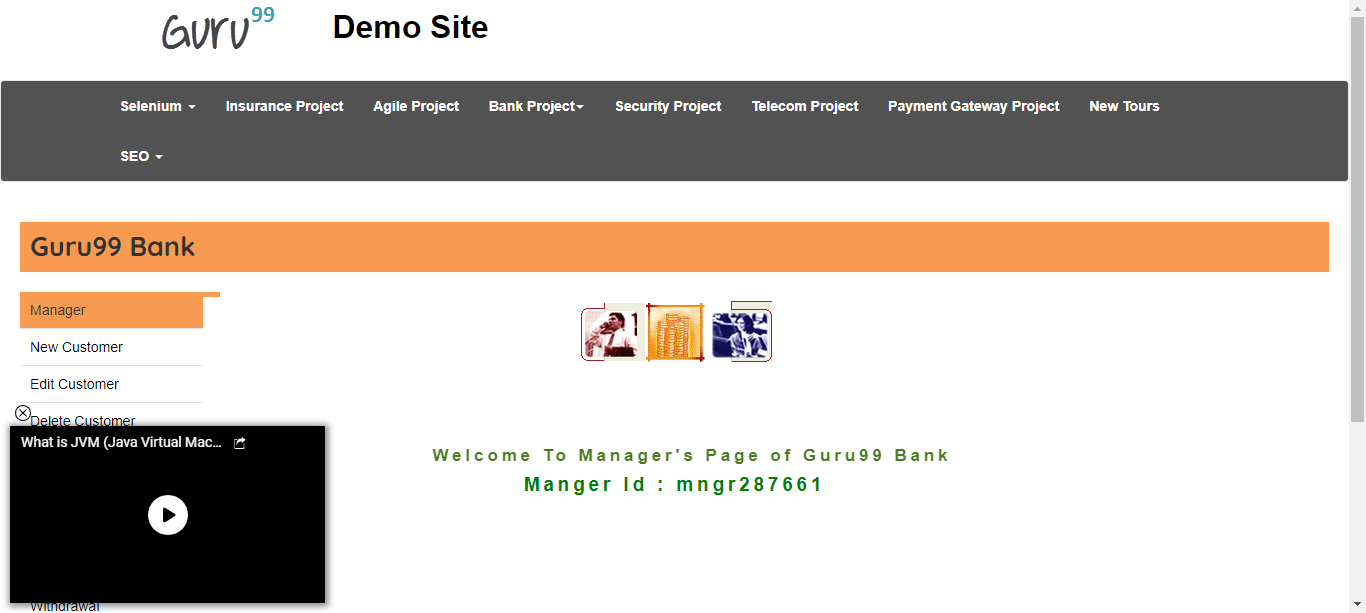 Guru99
Demo Site
Selenium
Insurance Project
Agile Project
Bank Project
Security Project
Telecom Project
Payment Gateway Project
New Tours
SEO
Guru99 Bank
Manager
New Customer
Edit Customer
Delete Customer
What is JVM (Java Virtual Mac...
Withdrawal
Welcome To Manager's Page of Guru99 Bank
Manger Id : mngr287661